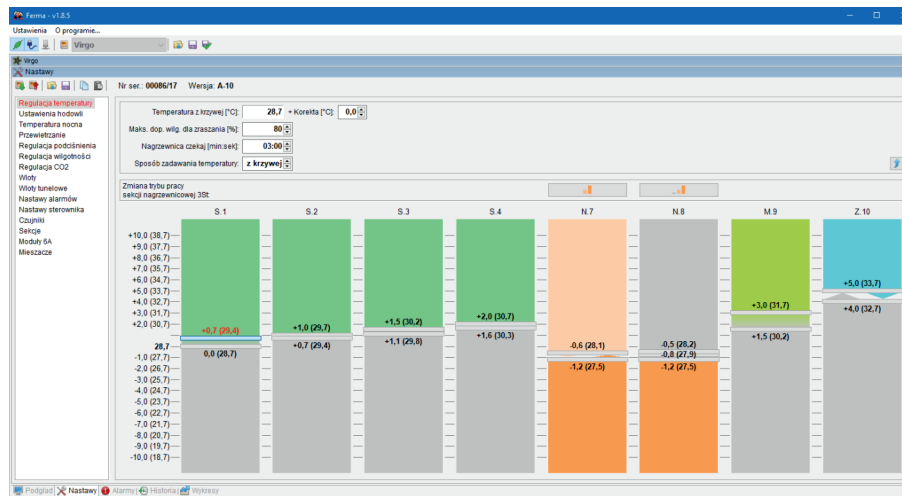 Ferma - v1.8.5
Ustawienia O programie...
Virgo
Virgo
Nastawy
Nr ser.: 00086/17 Wersja: A-10
Regulacja temperatury
Ustawienia hodowli
Temperatura nocna
Przewietrzanie
Regulacja podciśnienia
Regulacja wilgotności
Regulacja CO2
Wloty
Wloty tunelowe
Nastawy alarmów
Nastawy sterownika
Czujniki
Sekcje
Moduły 6A
Mieszacze
Temperatura z krzywej [°C]: 28,7 + Korekta [°C]: 0,0
Maks. dop. wilg. dla zraszania [%]: 80
Nagrzewnica czekaj [min:sek]: 03:00
Sposób zadawania temperatury: z krzywej
Zmiana trybu pracy
sekcji nagrzewnicowej 3St:
S.1 S.2 S.3 S.4 N.7 N.8 M.9 Z.10
+10,0 (38,7)
+9,0 (37,7)
+8,0 (36,7)
+7,0 (35,7)
+6,0 (34,7)
+5,0 (33,7)
+4,0 (32,7)
+3,0 (31,7)
+2,0 (30,7)
28,7
-1,0 (27,7)
-2,0 (26,7)
-3,0 (25,7)
-4,0 (24,7)
-5,0 (23,7)
-6,0 (22,7)
-7,0 (21,7)
-8,0 (20,7)
-9,0 (19,7)
-10,0 (18,7)
+0,7 (29,4)
0,0 (28,7)
+1,0 (29,7)
+0,7 (29,4)
+1,5 (30,2)
+1,1 (29,8)
+2,0 (30,7)
+1,6 (30,3)
-0,6 (28,1)
-1,2 (27,5)
-0,5 (28,2)
-0,8 (27,9)
-1,2 (27,5)
+3,0 (31,7)
+1,5 (30,2)
+5,0 (33,7)
+4,0 (32,7)
Podgląd Nastawy Alarmy Historia Wykresy